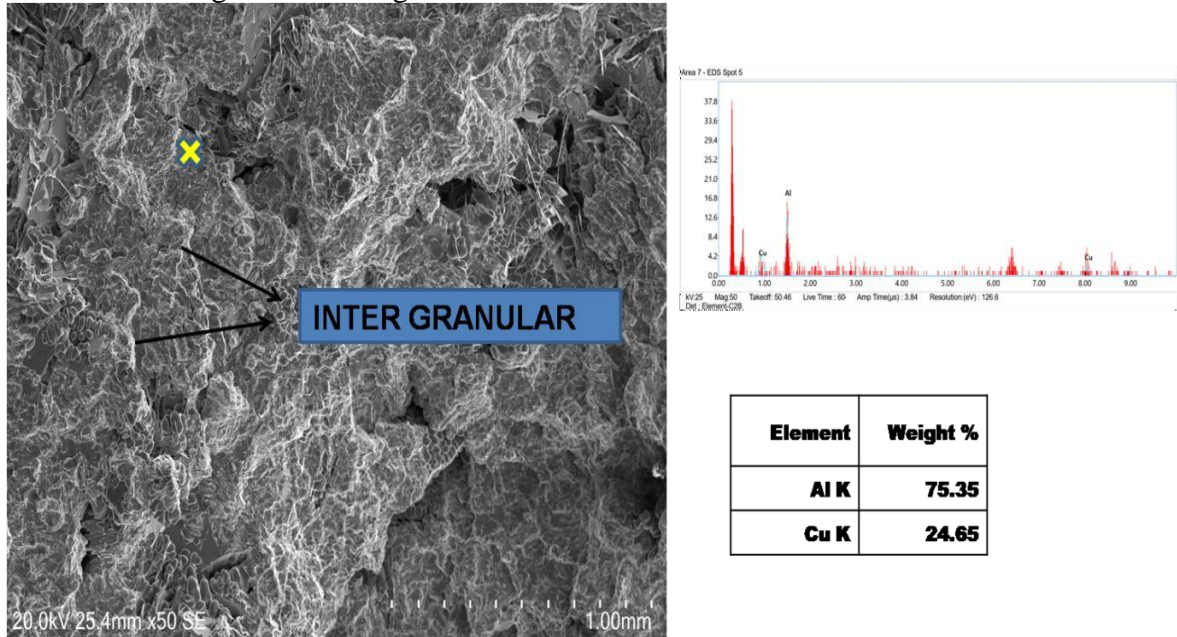 INTER GRANULAR
20.0kV 25.4mm x50 SE
1.00mm
Area 7 - EDS Spot 5
37.8
33.6
29.4
25.2
21.0
16.8
12.6
8.4
4.2
0.0
Al
Cu
Cu
0.00 1.00 2.00 3.00 4.00 5.00 6.00 7.00 8.00 9.00
kV:25 Mag:50 Takeoff: 50.46 Live Time : 60 Amp Time(µs) : 3.84 Resolution:(eV) : 126.6
Det : Element-C2B
Element Weight %
Al K 75.35
Cu K 24.65